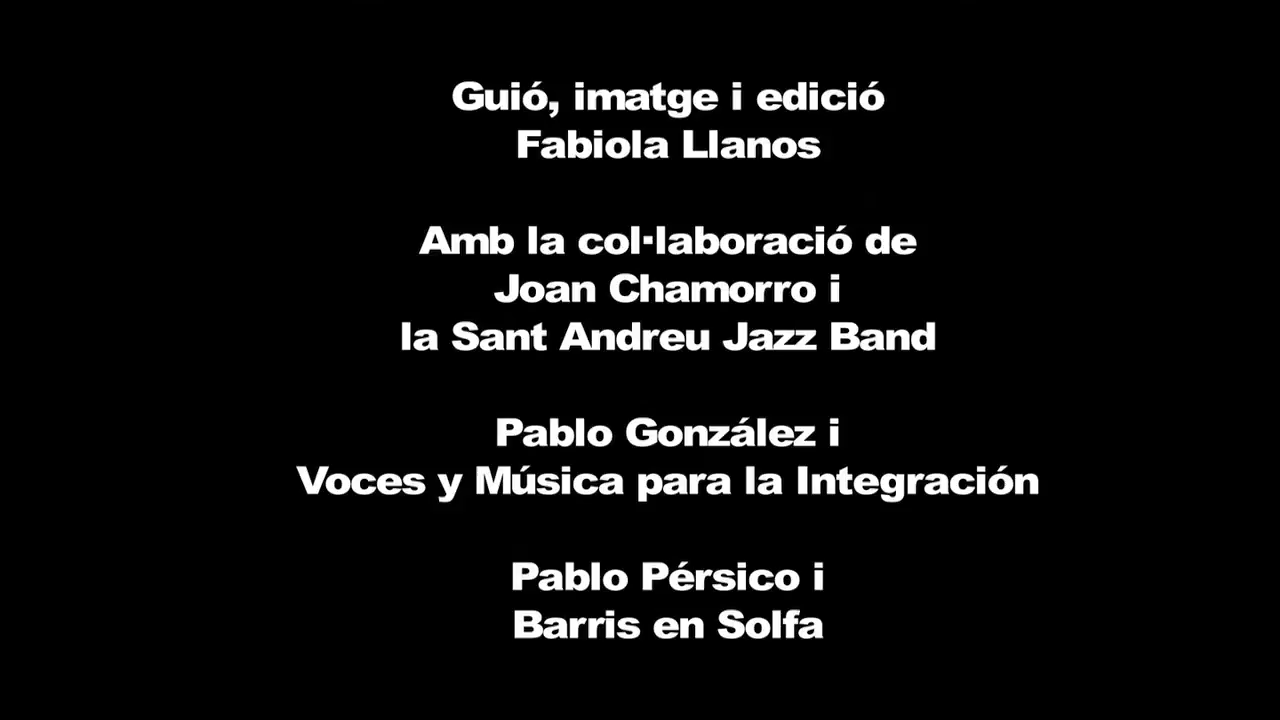 Guió, imatge i edició
Fabiola Llanos
Amb la col·laboració de
Joan Chamorro i
la Sant Andreu Jazz Band
Pablo González i
Voces y Música para la Integración
Pablo Pérsico i
Barris en Solfa